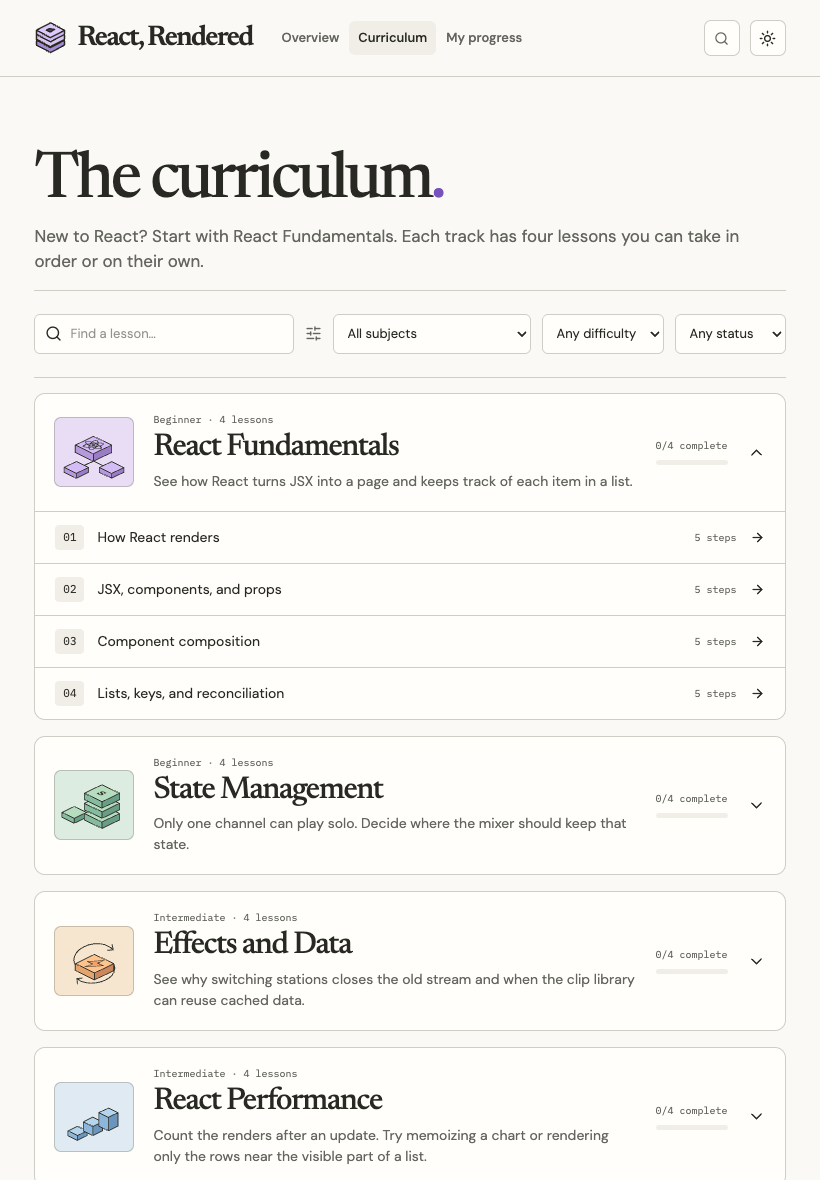 React, Rendered
Overview
Curriculum
My progress
The curriculum.
New to React? Start with React Fundamentals. Each track has four lessons you can take in
order or on their own.
Find a lesson…
All subjects
Any difficulty
Any status
Beginner · 4 lessons
React Fundamentals
See how React turns JSX into a page and keeps track of each item in a list.
0/4 complete
01 How React renders 5 steps
02 JSX, components, and props 5 steps
03 Component composition 5 steps
04 Lists, keys, and reconciliation 5 steps
Beginner · 4 lessons
State Management
Only one channel can play solo. Decide where the mixer should keep that
state.
0/4 complete
Intermediate · 4 lessons
Effects and Data
See why switching stations closes the old stream and when the clip library
can reuse cached data.
0/4 complete
Intermediate · 4 lessons
React Performance
Count the renders after an update. Try memoizing a chart or rendering
only the rows near the visible part of a list.
0/4 complete